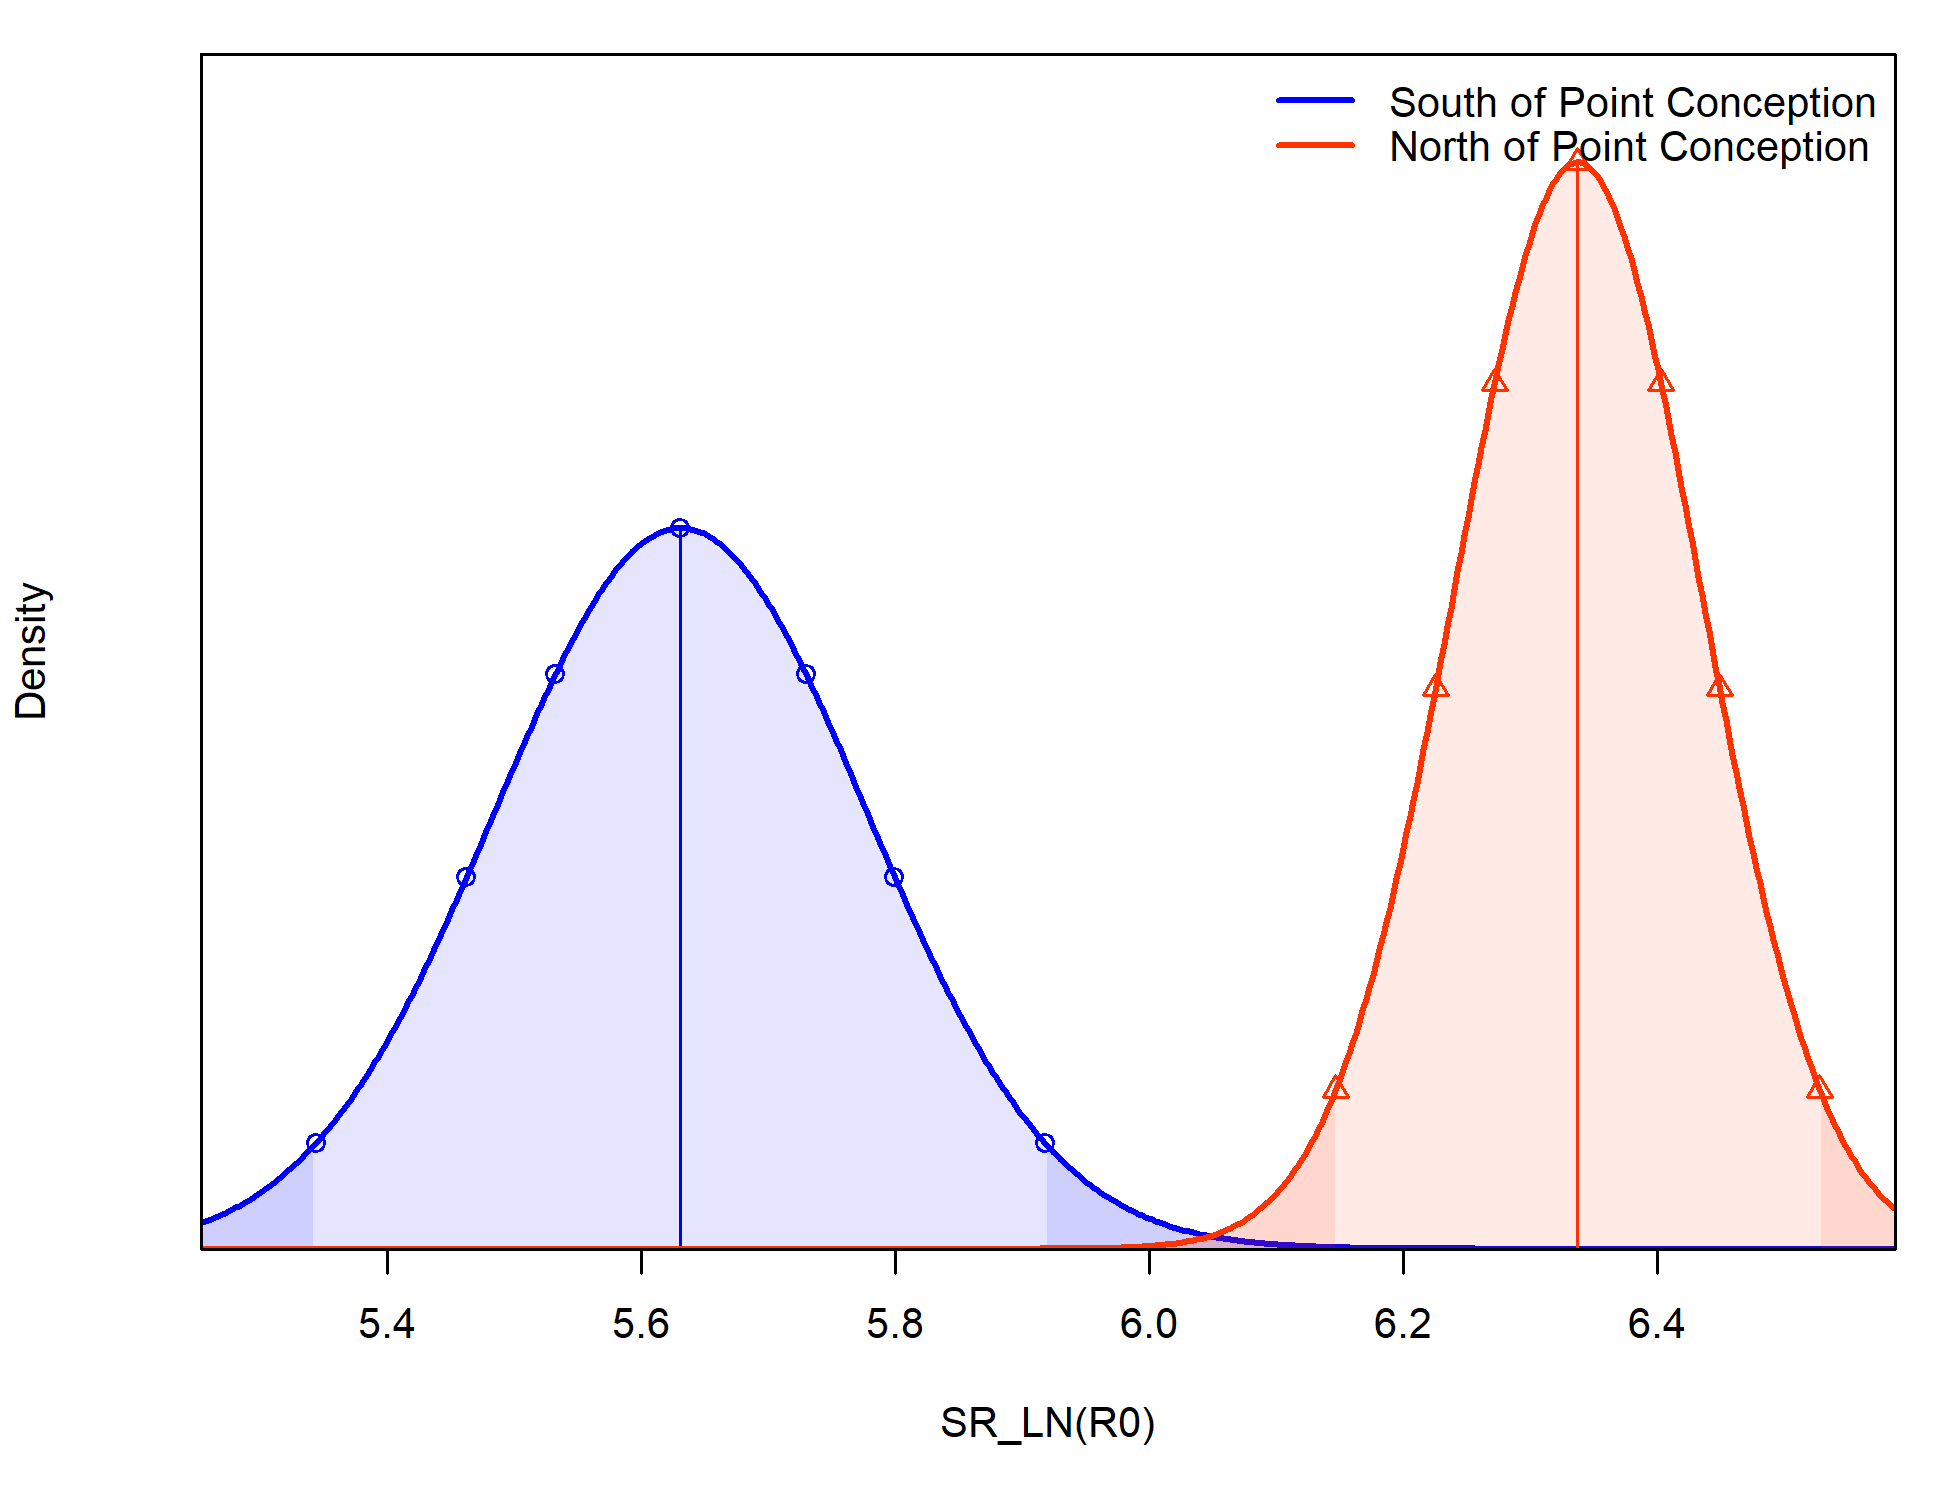 South of Point Conception
North of Point Conception
Density
5.4
5.6
5.8
6.0
6.2
6.4
SR_LN(R0)